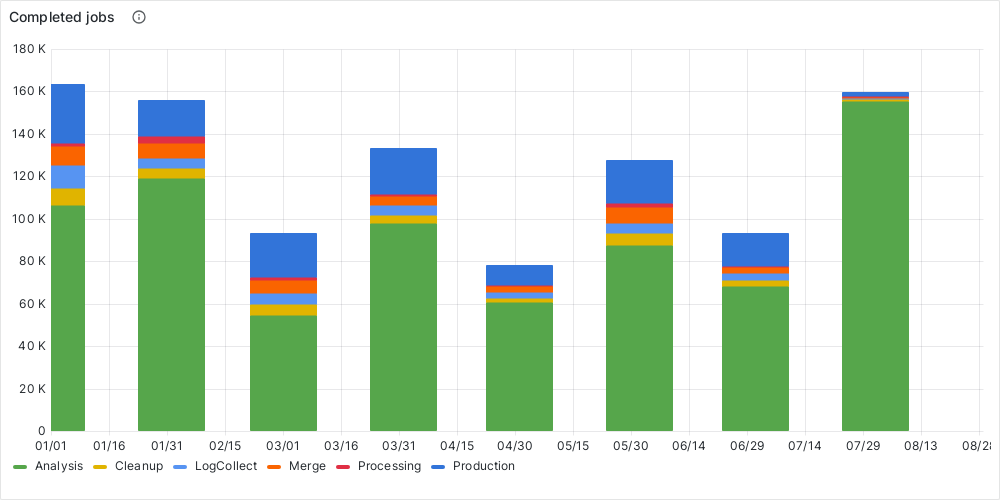 Completed jobs
180 K
160 K
140 K
120 K
100 K
80 K
60 K
40 K
20 K
0
01/01 01/16 01/31 02/15 03/01 03/16 03/31 04/15 04/30 05/15 05/30 06/14 06/29 07/14 07/29 08/13
Analysis Cleanup LogCollect Merge Processing Production